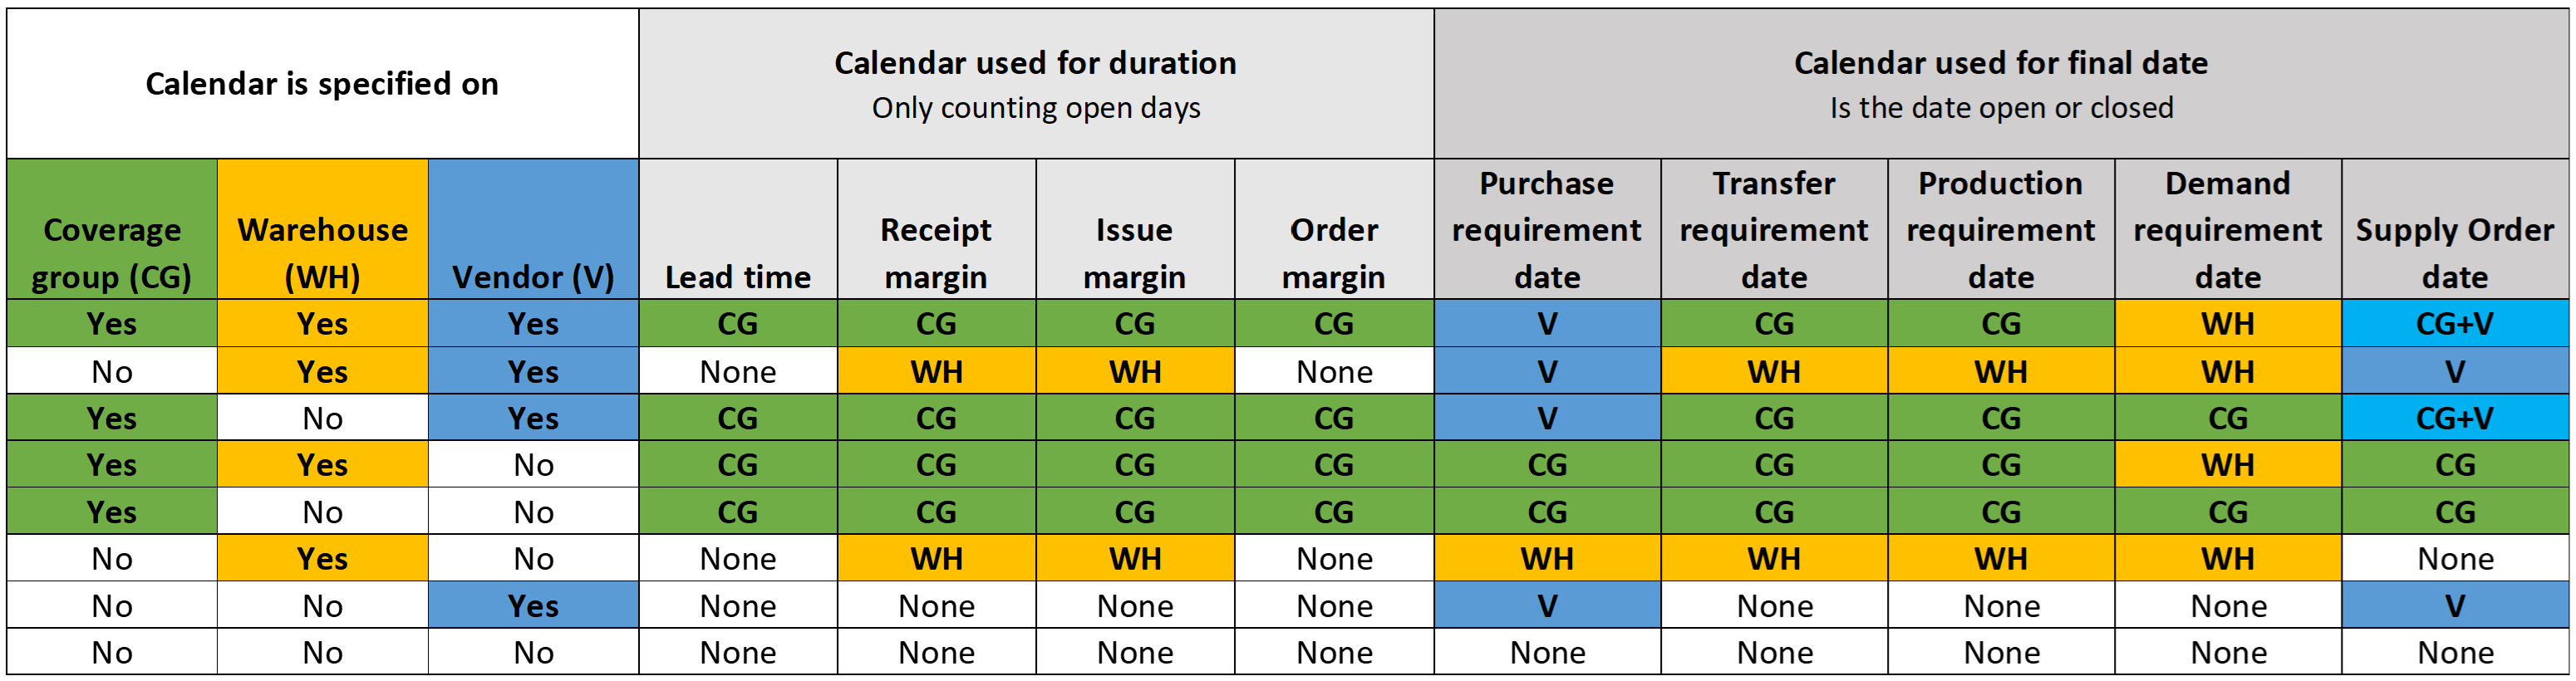 Calendar is specified on
Calendar used for duration
Only counting open days
Calendar used for final date
Is the date open or closed
Coverage
group (CG)
Warehouse
(WH)
Vendor (V)
Lead time
Receipt
margin
Issue
margin
Order
margin
Purchase
requirement
date
Transfer
requirement
date
Production
requirement
date
Demand
requirement
date
Supply Order
date
Yes Yes Yes CG CG CG CG V CG CG WH CG+V
No Yes Yes None WH WH None V WH WH WH V
Yes No Yes CG CG CG CG V CG CG CG CG+V
Yes Yes No CG CG CG CG CG CG CG WH CG
Yes No No CG CG CG CG CG CG CG CG CG
No Yes No None WH WH None WH WH WH WH None
No No Yes None None None None V None None None V
No No No None None None None None None None None None